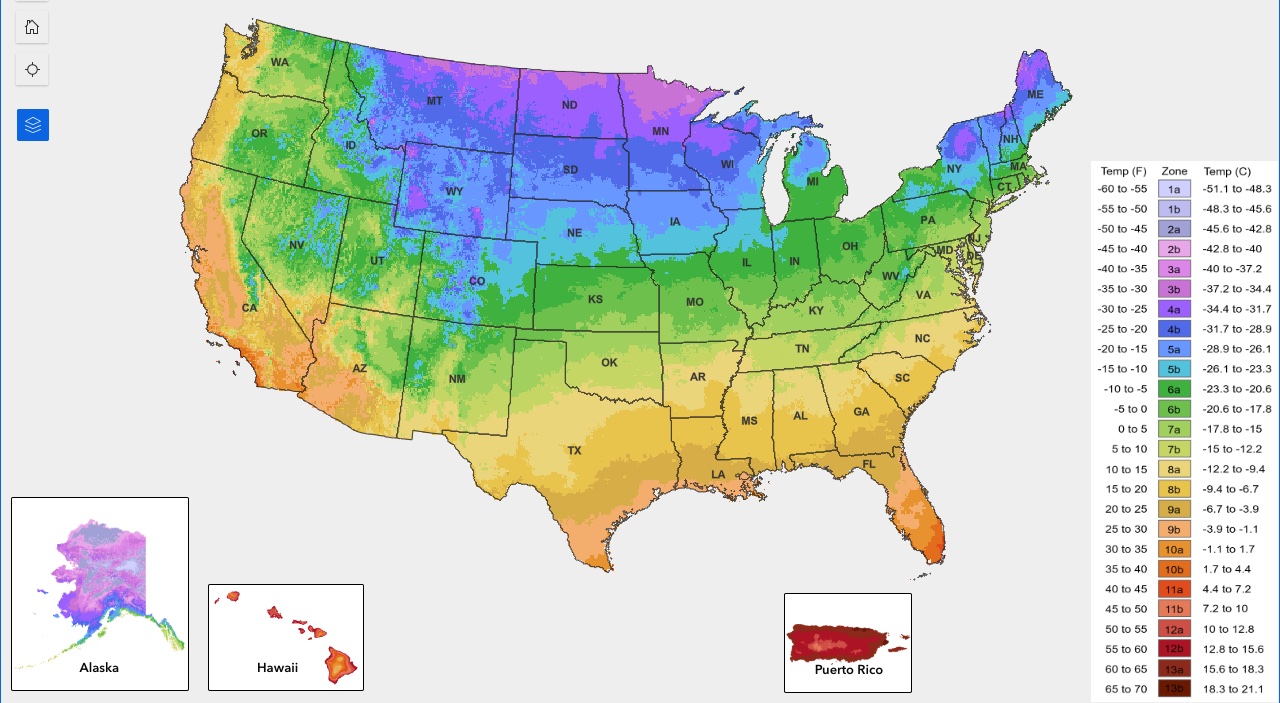 WA
MT
ND
ME
MN
OR
NH
ID
WI
SD
MA
NY
MI
CT
WY
PA
IA
NE
NJ
NV
OH
MD
DE
UT
IL
IN
WV
CO
VA
KS
MO
CA
KY
NC
TN
OK
AZ
AR
NM
SC
GA
MS
AL
TX
FL
LA
Alaska
Hawaii
Puerto Rico
Temp (F) Zone Temp (C)
-60 to -55 1a -51.1 to -48.3
-55 to -50 1b -48.3 to -45.6
-50 to -45 2a -45.6 to -42.8
-45 to -40 2b -42.8 to -40
-40 to -35 3a -40 to -37.2
-35 to -30 3b -37.2 to -34.4
-30 to -25 4a -34.4 to -31.7
-25 to -20 4b -31.7 to -28.9
-20 to -15 5a -28.9 to -26.1
-15 to -10 5b -26.1 to -23.3
-10 to -5 6a -23.3 to -20.6
-5 to 0 6b -20.6 to -17.8
0 to 5 7a -17.8 to -15
5 to 10 7b -15 to -12.2
10 to 15 8a -12.2 to -9.4
15 to 20 8b -9.4 to -6.7
20 to 25 9a -6.7 to -3.9
25 to 30 9b -3.9 to -1.1
30 to 35 10a -1.1 to 1.7
35 to 40 10b 1.7 to 4.4
40 to 45 11a 4.4 to 7.2
45 to 50 11b 7.2 to 10
50 to 55 12a 10 to 12.8
55 to 60 12b 12.8 to 15.6
60 to 65 13a 15.6 to 18.3
65 to 70 13b 18.3 to 21.1